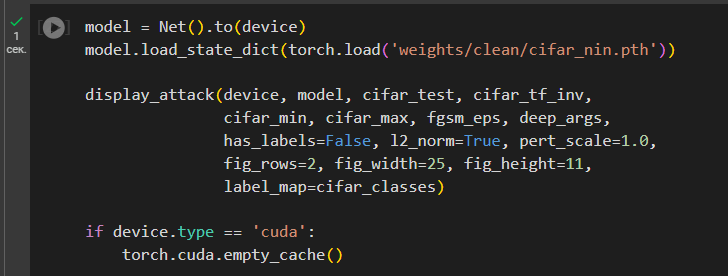 1
сек.
model = Net().to(device)
model.load_state_dict(torch.load('weights/clean/cifar_nin.pth'))
display_attack(device, model, cifar_test, cifar_tf_inv,
cifar_min, cifar_max, fgsm_eps, deep_args,
has_labels=False, l2_norm=True, pert_scale=1.0,
fig_rows=2, fig_width=25, fig_height=11,
label_map=cifar_classes)
if device.type == 'cuda':
torch.cuda.empty_cache()